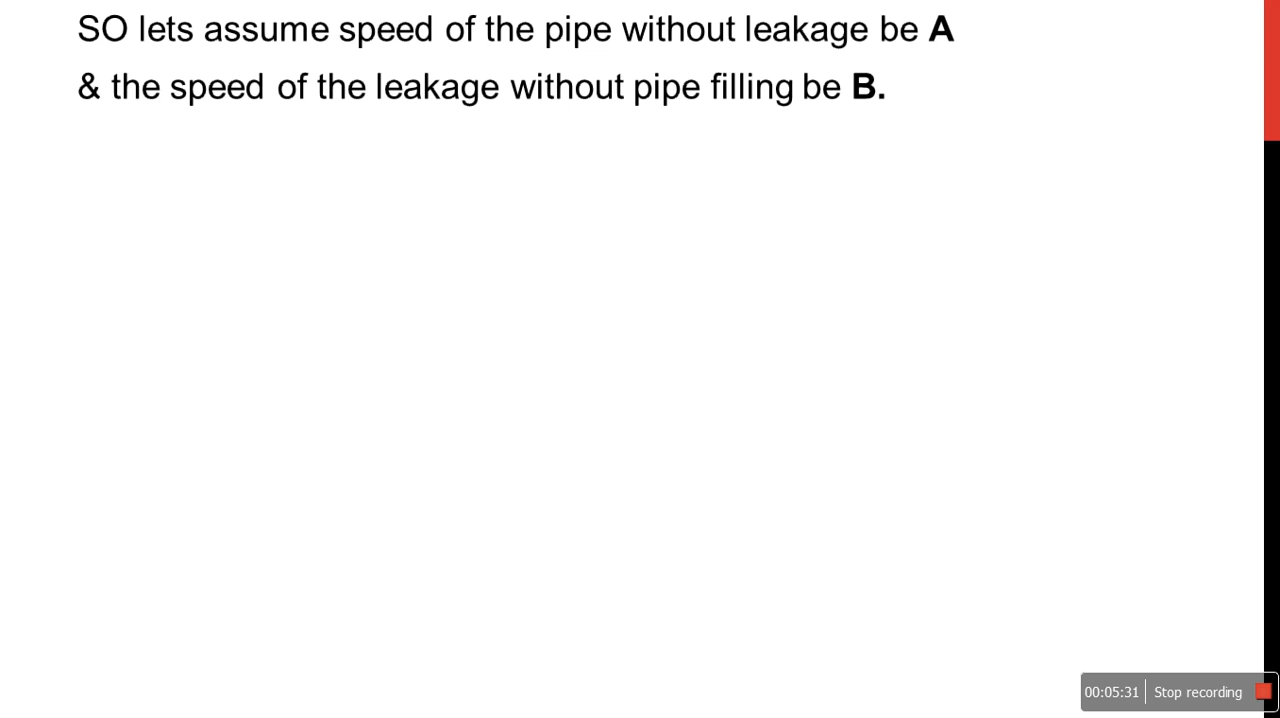 SO lets assume speed of the pipe without leakage be A
& the speed of the leakage without pipe filling be B.
00:05:31 Stop recording